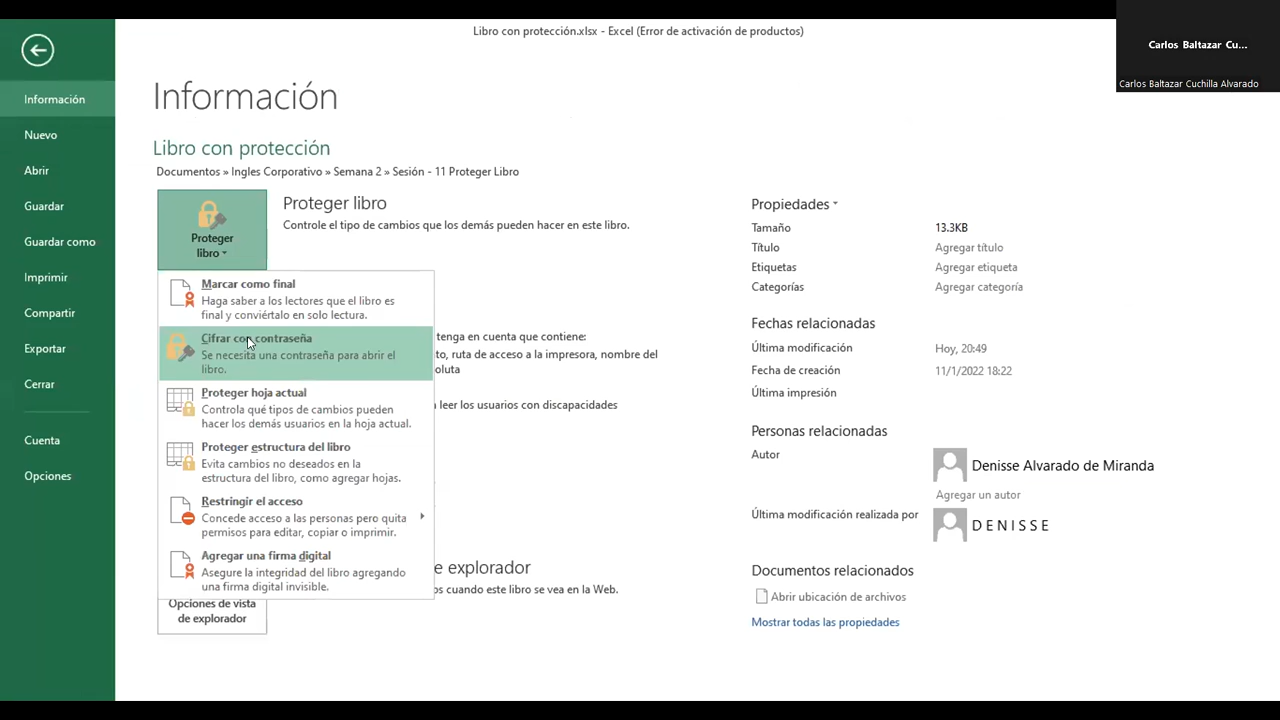 Libro con protección.xlsx - Excel (Error de activación de productos)
Carlos Baltazar Cu...
Carlos Baltazar Cuchilla Alvarado
Información
Nuevo
Abrir
Guardar
Guardar como
Imprimir
Compartir
Exportar
Cerrar
Cuenta
Opciones
Información
Libro con protección
Documentos » Ingles Corporativo » Semana 2 » Sesión - 11 Proteger Libro
Proteger
libro
Proteger libro
Controle el tipo de cambios que los demás pueden hacer en este libro.
Marcar como final
Haga saber a los lectores que el libro es
final y conviértalo en solo lectura.
Cifrar con contraseña
Se necesita una contraseña para abrir el
libro.
Proteger hoja actual
Controla qué tipos de cambios pueden
hacer los demás usuarios en la hoja actual.
Proteger estructura del libro
Evita cambios no deseados en la
estructura del libro, como agregar hojas.
Restringir el acceso
Concede acceso a las personas pero quita
permisos para editar, copiar o imprimir.
Agregar una firma digital
Asegure la integridad del libro agregando
una firma digital invisible.
tenga en cuenta que contiene:
to, ruta de acceso a la impresora, nombre del
oluta
leer los usuarios con discapacidades
e explorador
os cuando este libro se vea en la Web.
Opciones de vista
de explorador
Propiedades
Tamaño 13.3KB
Título Agregar título
Etiquetas Agregar etiqueta
Categorías Agregar categoría
Fechas relacionadas
Última modificación Hoy, 20:49
Fecha de creación 11/1/2022 18:22
Última impresión
Personas relacionadas
Autor Denisse Alvarado de Miranda
Agregar un autor
Última modificación realizada por D E N I S S E
Documentos relacionados
Abrir ubicación de archivos
Mostrar todas las propiedades